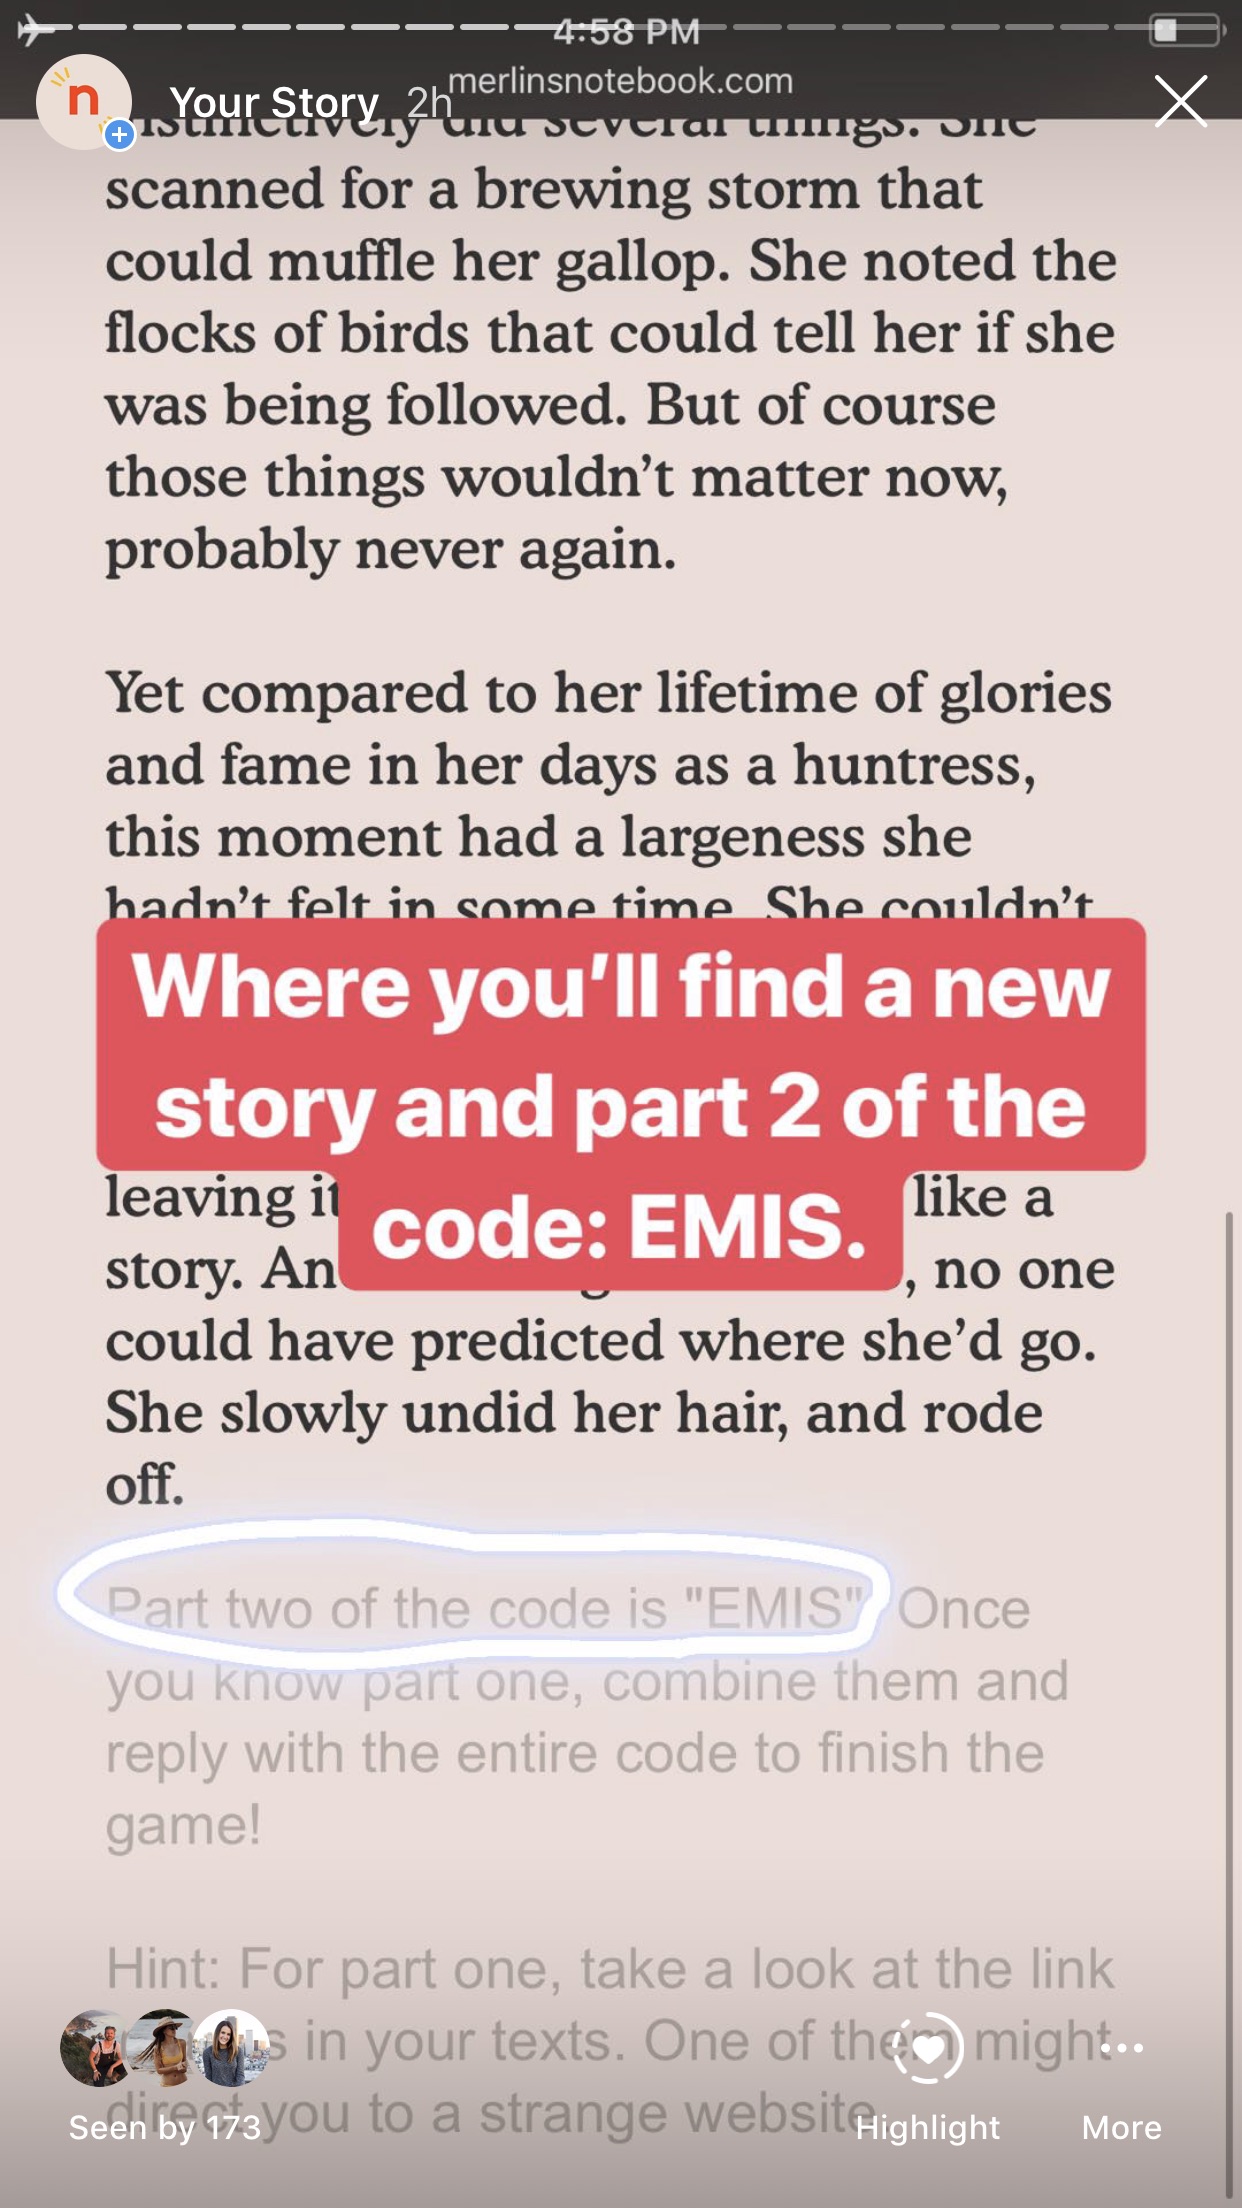 4:58 PM
merlinsnotebook.com
n
Your Story 2h
did several things. She
scanned for a brewing storm that
could muffle her gallop. She noted the
flocks of birds that could tell her if she
was being followed. But of course
those things wouldn’t matter now,
probably never again.
Yet compared to her lifetime of glories
and fame in her days as a huntress,
this moment had a largeness she
hadn’t felt in some time. She couldn’t
Where you’ll find a new
story and part 2 of the
code: EMIS.
leaving like a
story. , no one
could have predicted where she’d go.
She slowly undid her hair, and rode
off.
Part two of the code is "EMIS" Once
you know part one, combine them and
reply with the entire code to finish the
game!
Hint: For part one, take a look at the link
in your texts. One of them might
direct you to a strange website
Seen by 173
Highlight
More